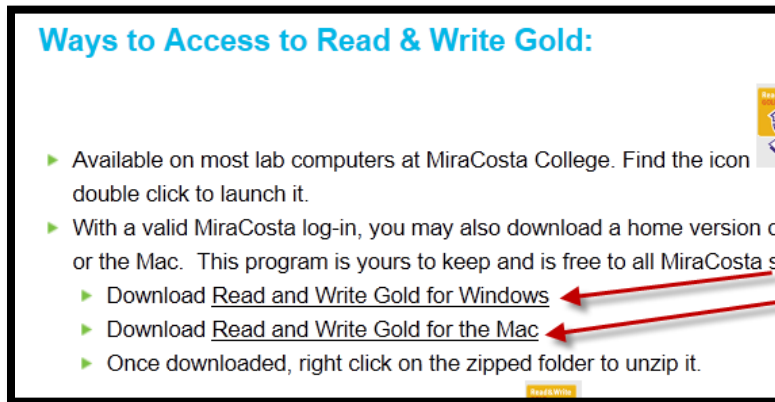 Ways to Access to Read & Write Gold:
Available on most lab computers at MiraCosta College. Find the icon
double click to launch it.
With a valid MiraCosta log-in, you may also download a home version
or the Mac. This program is yours to keep and is free to all MiraCosta
Download Read and Write Gold for Windows
Download Read and Write Gold for the Mac
Once downloaded, right click on the zipped folder to unzip it.
Read&Write